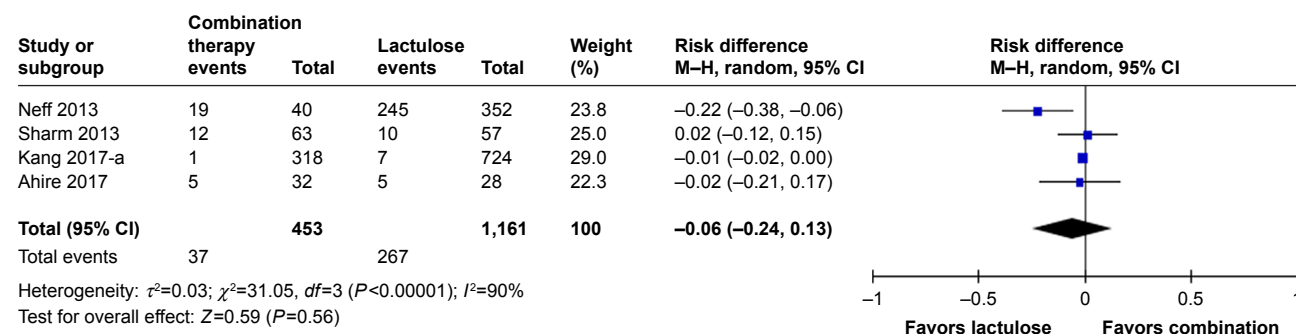 Study or subgroup Combination therapy events Total Lactulose events Total Weight (%) Risk difference M–H, random, 95% CI Risk difference M–H, random, 95% CI
Neff 2013 19 40 245 352 23.8 –0.22 (–0.38, –0.06)
Sharm 2013 12 63 10 57 25.0 0.02 (–0.12, 0.15)
Kang 2017-a 1 318 7 724 29.0 –0.01 (–0.02, 0.00)
Ahire 2017 5 32 5 28 22.3 –0.02 (–0.21, 0.17)
Total (95% CI) 453 1,161 100 –0.06 (–0.24, 0.13)
Total events 37 267
Heterogeneity: τ²=0.03; χ²=31.05, df=3 (P<0.00001); I²=90%
Test for overall effect: Z=0.59 (P=0.56)
–1 –0.5 0 0.5 1
Favors lactulose Favors combination